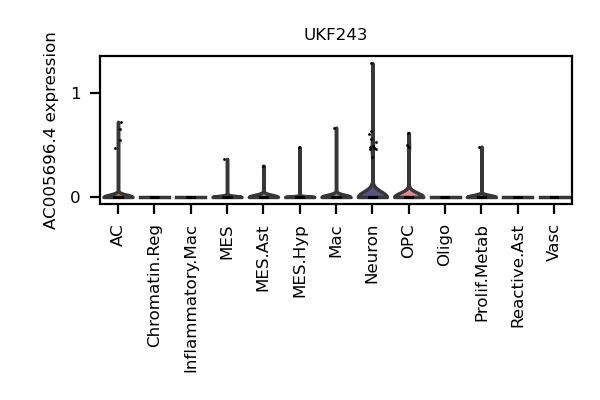 UKF243
AC005696.4 expression
1
0
AC
Chromatin.Reg
Inflammatory.Mac
MES
MES.Ast
MES.Hyp
Mac
Neuron
OPC
Oligo
Prolif.Metab
Reactive.Ast
Vasc